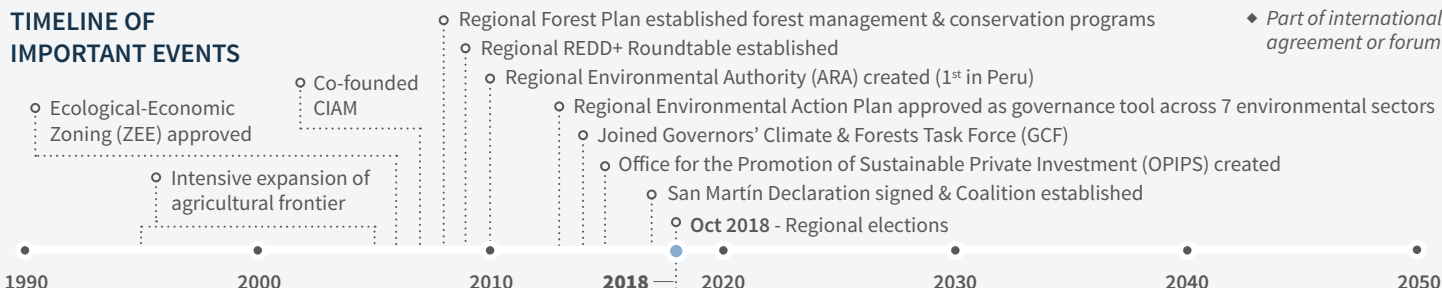 TIMELINE OF
IMPORTANT EVENTS
Regional Forest Plan established forest management & conservation programs
◆ Part of international
agreement or forum
Regional REDD+ Roundtable established
Co-founded
CIAM
Regional Environmental Authority (ARA) created (1st in Peru)
Ecological-Economic
Zoning (ZEE) approved
Regional Environmental Action Plan approved as governance tool across 7 environmental sectors
Joined Governors’ Climate & Forests Task Force (GCF)
Office for the Promotion of Sustainable Private Investment (OPIPS) created
Intensive expansion of
agricultural frontier
San Martín Declaration signed & Coalition established
Oct 2018 - Regional elections
1990 2000 2010 2018 2020 2030 2040 2050